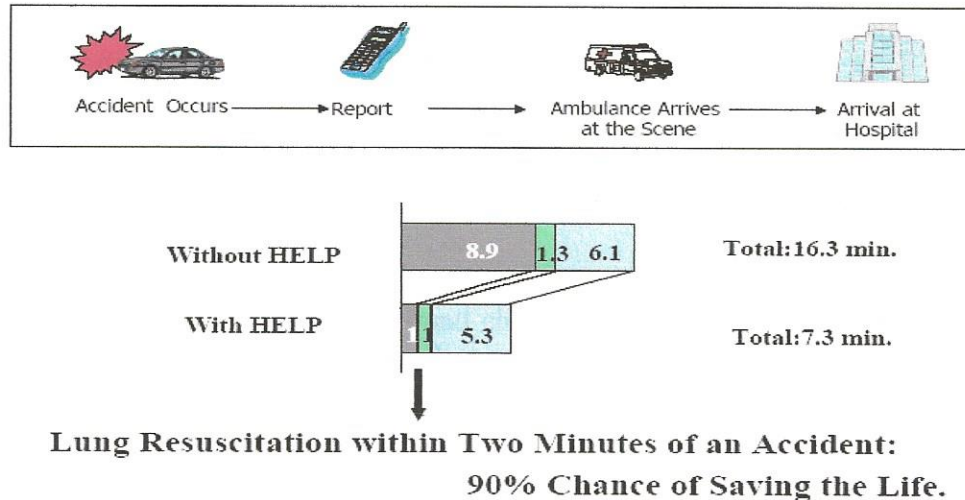 Accident Occurs
Report
Ambulance Arrives
at the Scene
Arrival at
Hospital
Without HELP
8.9
1.3
6.1
Total:16.3 min.
With HELP
1
1
5.3
Total:7.3 min.
Lung Resuscitation within Two Minutes of an Accident:
90% Chance of Saving the Life.